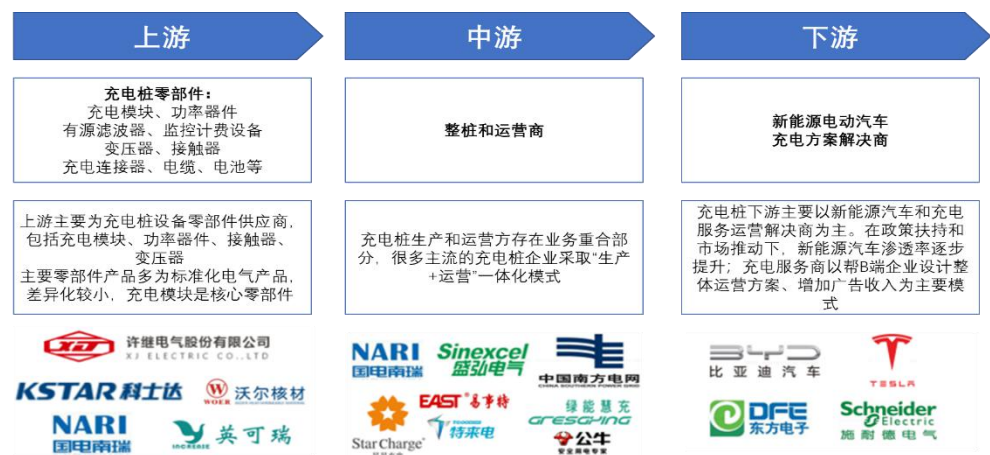 上游
中游
下游
充电桩零部件：
充电模块、功率器件
有源滤波器、监控计费设备
变压器、接触器
充电连接器、电缆、电池等
整桩和运营商
新能源电动汽车
充电方案解决商
上游主要为充电桩设备零部件供应商，
包括充电模块、功率器件、接触器、
变压器
主要零部件产品多为标准化电气产品，
差异化较小，充电模块是核心零部件
充电桩生产和运营方存在业务重合部
分，很多主流的充电桩企业采取“生产
+运营”一体化模式
充电桩下游主要以新能源汽车和充电
服务运营解决商为主。在政策扶持和
市场推动下，新能源汽车渗透率逐步
提升；充电服务商以帮B端企业设计整
体运营方案、增加广告收入为主要模
式
XJ
许继电气股份有限公司
XJ ELECTRIC CO.,LTD
KSTAR 科士达
WOER
沃尔核材
NARI
国电南瑞
INCREASE
英可瑞
NARI
国电南瑞
Sinexcel
盛弘电气
中国南方电网
CHINA SOUTHERN POWER GRID
Star Charge
EAST 易事特
特来电
绿能慧充
公牛
安全用电专家
BYD
比亚迪汽车
TESLA
DFE
东方电子
Schneider
Electric
施耐德电气